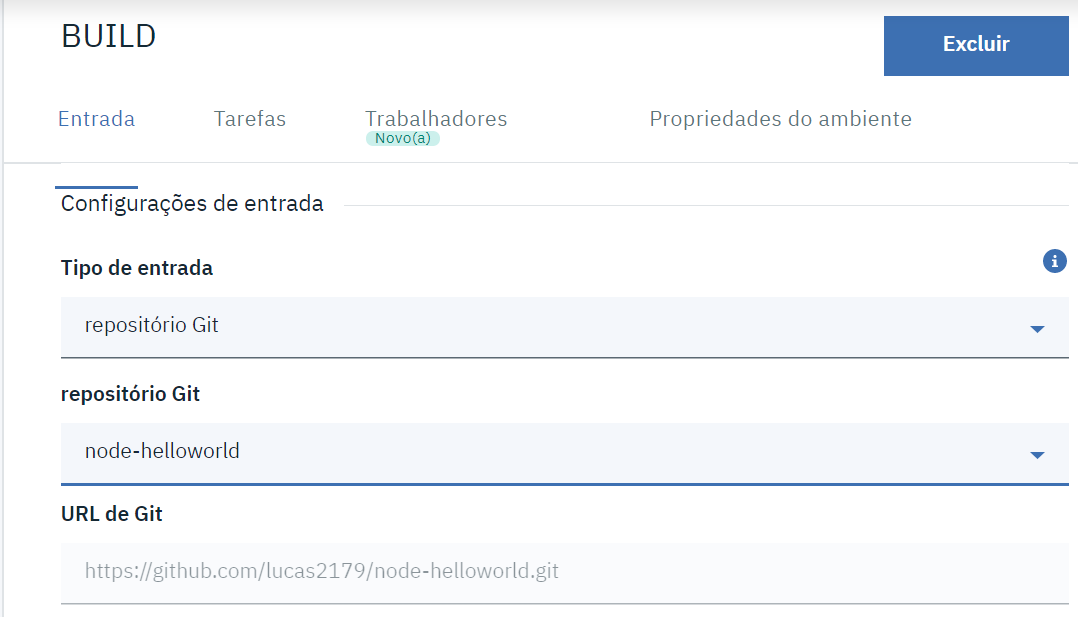 BUILD
Excluir
Entrada Tarefas Trabalhadores Propriedades do ambiente
Novo(a)
Configurações de entrada
Tipo de entrada
repositório Git
repositório Git
node-helloworld
URL de Git
https://github.com/lucas2179/node-helloworld.git